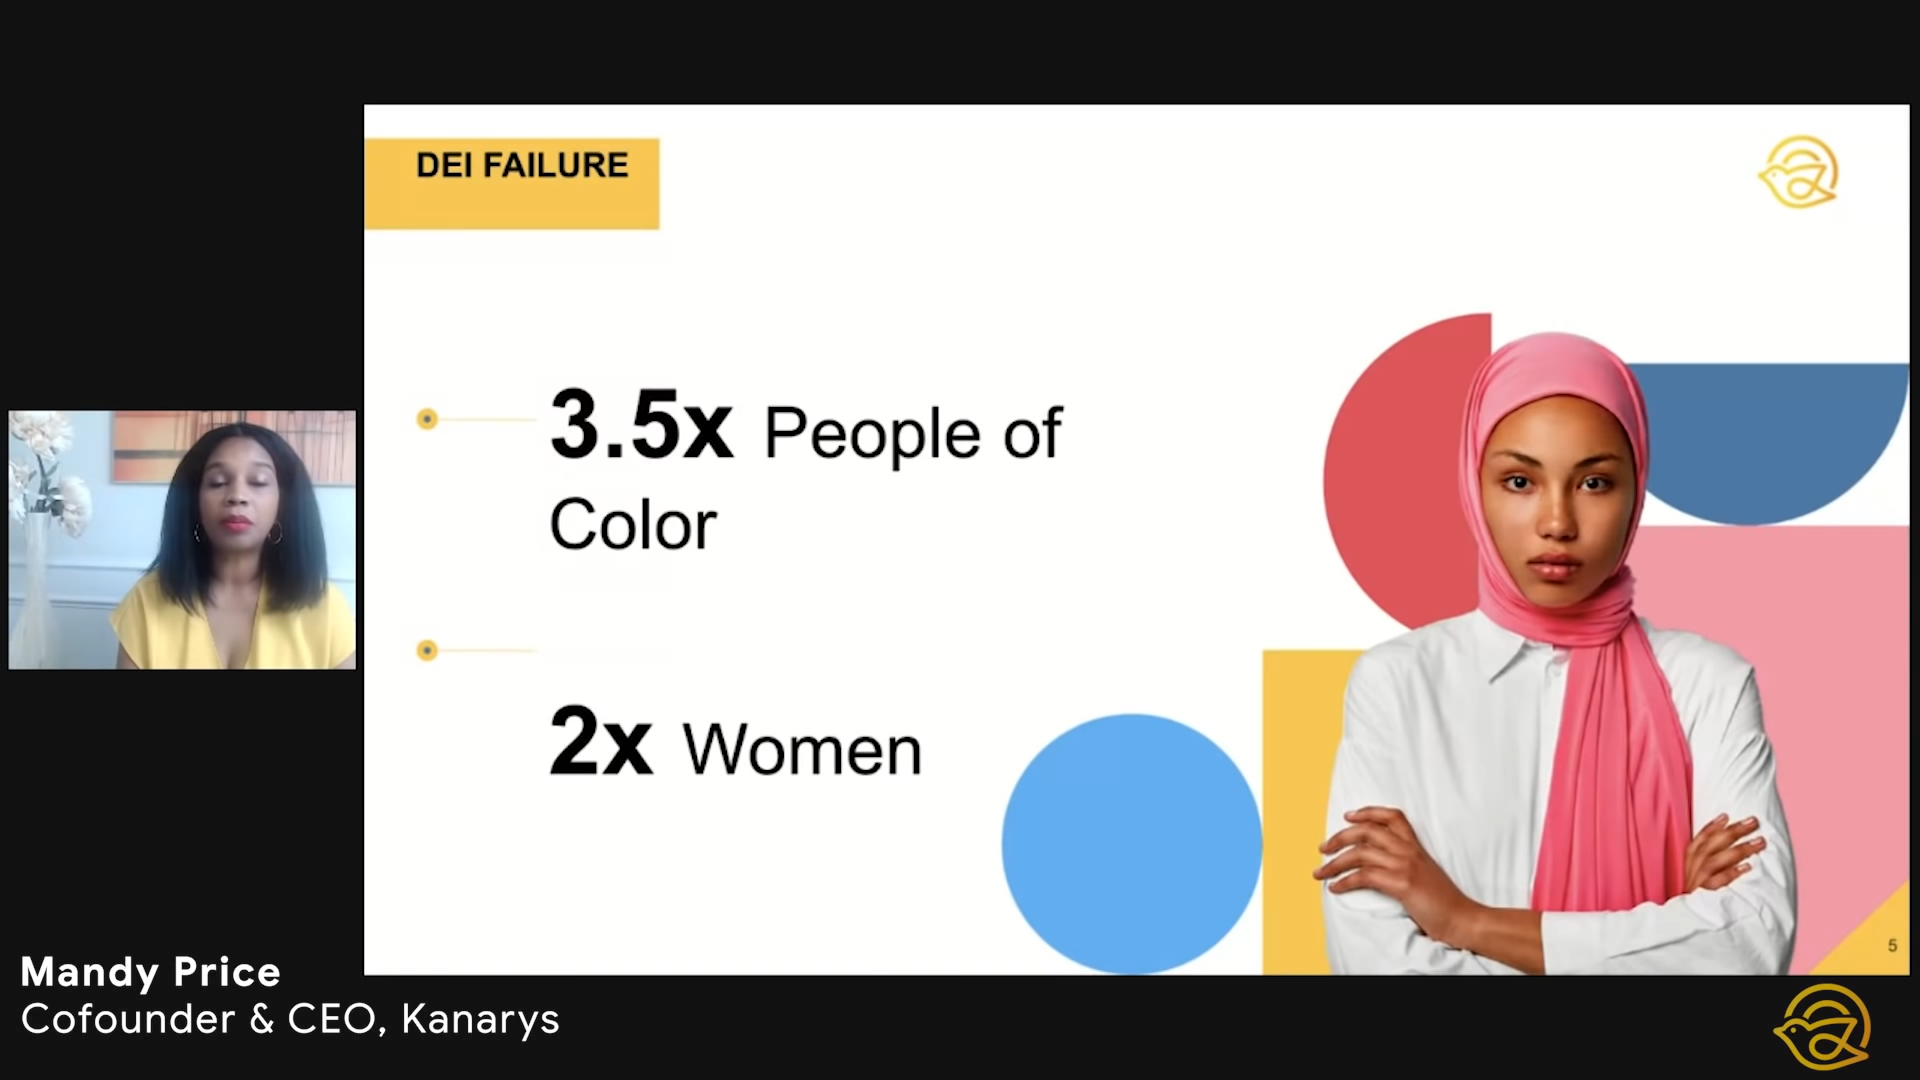 DEI FAILURE
3.5x People of
Color
2x Women
5
Mandy Price
Cofounder & CEO, Kanarys